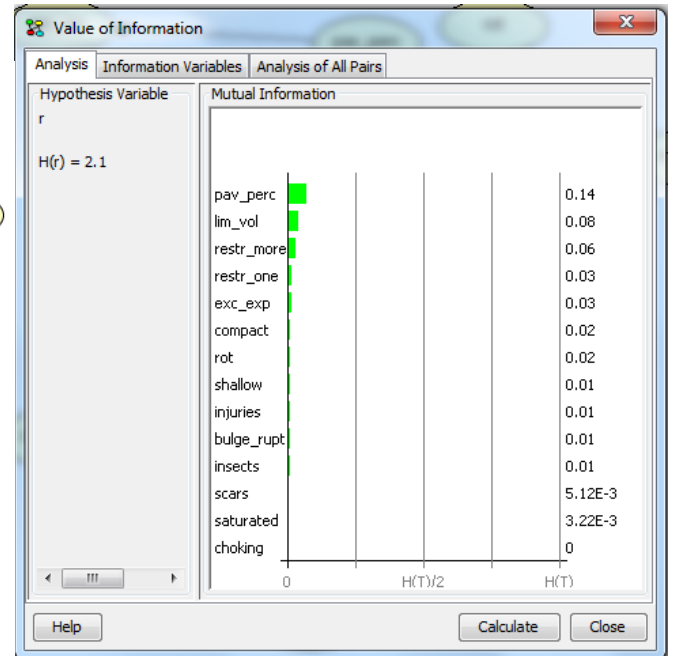 Value of Information
Analysis Information Variables Analysis of All Pairs
Hypothesis Variable
r
H(r) = 2.1
Mutual Information
pav_perc 0.14
lim_vol 0.08
restr_more 0.06
restr_one 0.03
exc_exp 0.03
compact 0.02
rot 0.02
shallow 0.01
injuries 0.01
bulge_rupt 0.01
insects 0.01
scars 5.12E-3
saturated 3.22E-3
choking 0
0 H(T)/2 H(T)
Help Calculate Close